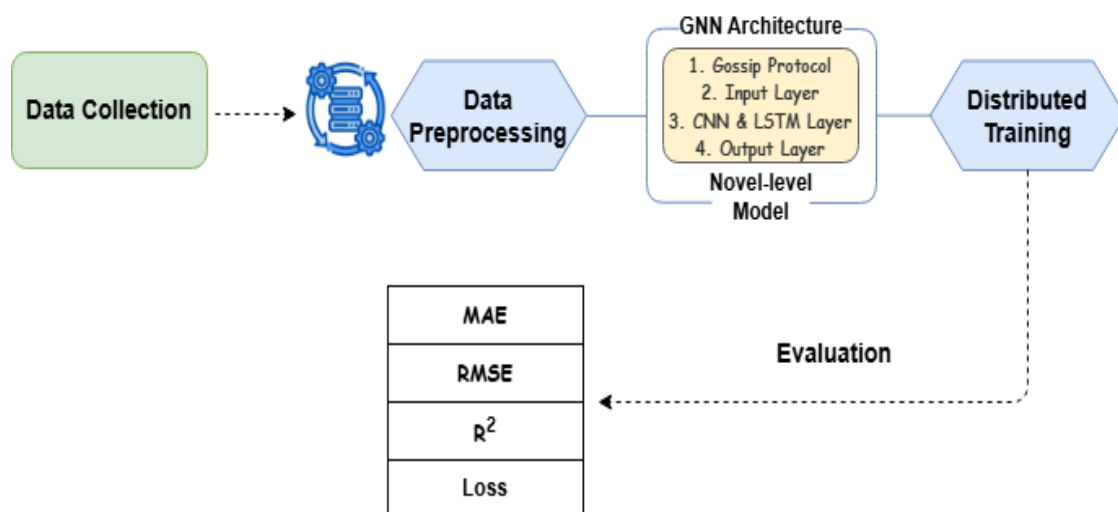 Data Collection
Data
Preprocessing
GNN Architecture
1. Gossip Protocol
2. Input Layer
3. CNN & LSTM Layer
4. Output Layer
Novel-level
Model
Distributed
Training
Evaluation
MAE
RMSE
R²
Loss